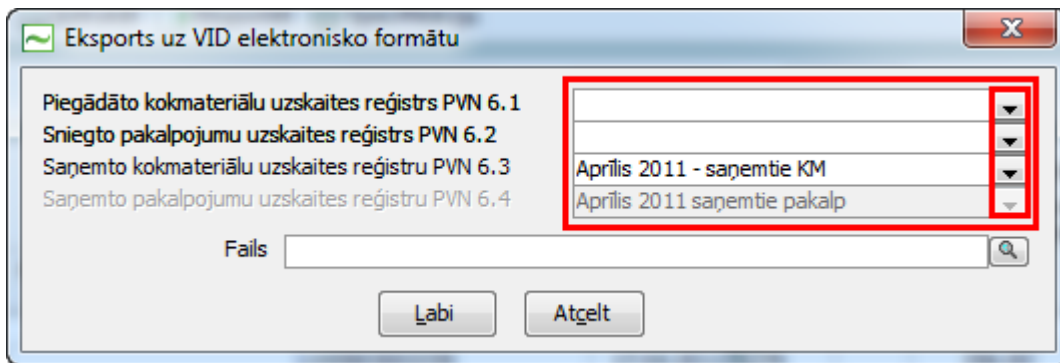 Eksports uz VID elektronisko formātu
Piegādāto kokmateriālu uzskaites reģistrs PVN 6.1
Sniegto pakalpojumu uzskaites reģistrs PVN 6.2
Saņemto kokmateriālu uzskaites reģistru PVN 6.3 Aprīlis 2011 - saņemtie KM
Saņemto pakalpojumu uzskaites reģistru PVN 6.4 Aprīlis 2011 saņemtie pakalp
Fails
Labi Atcelt